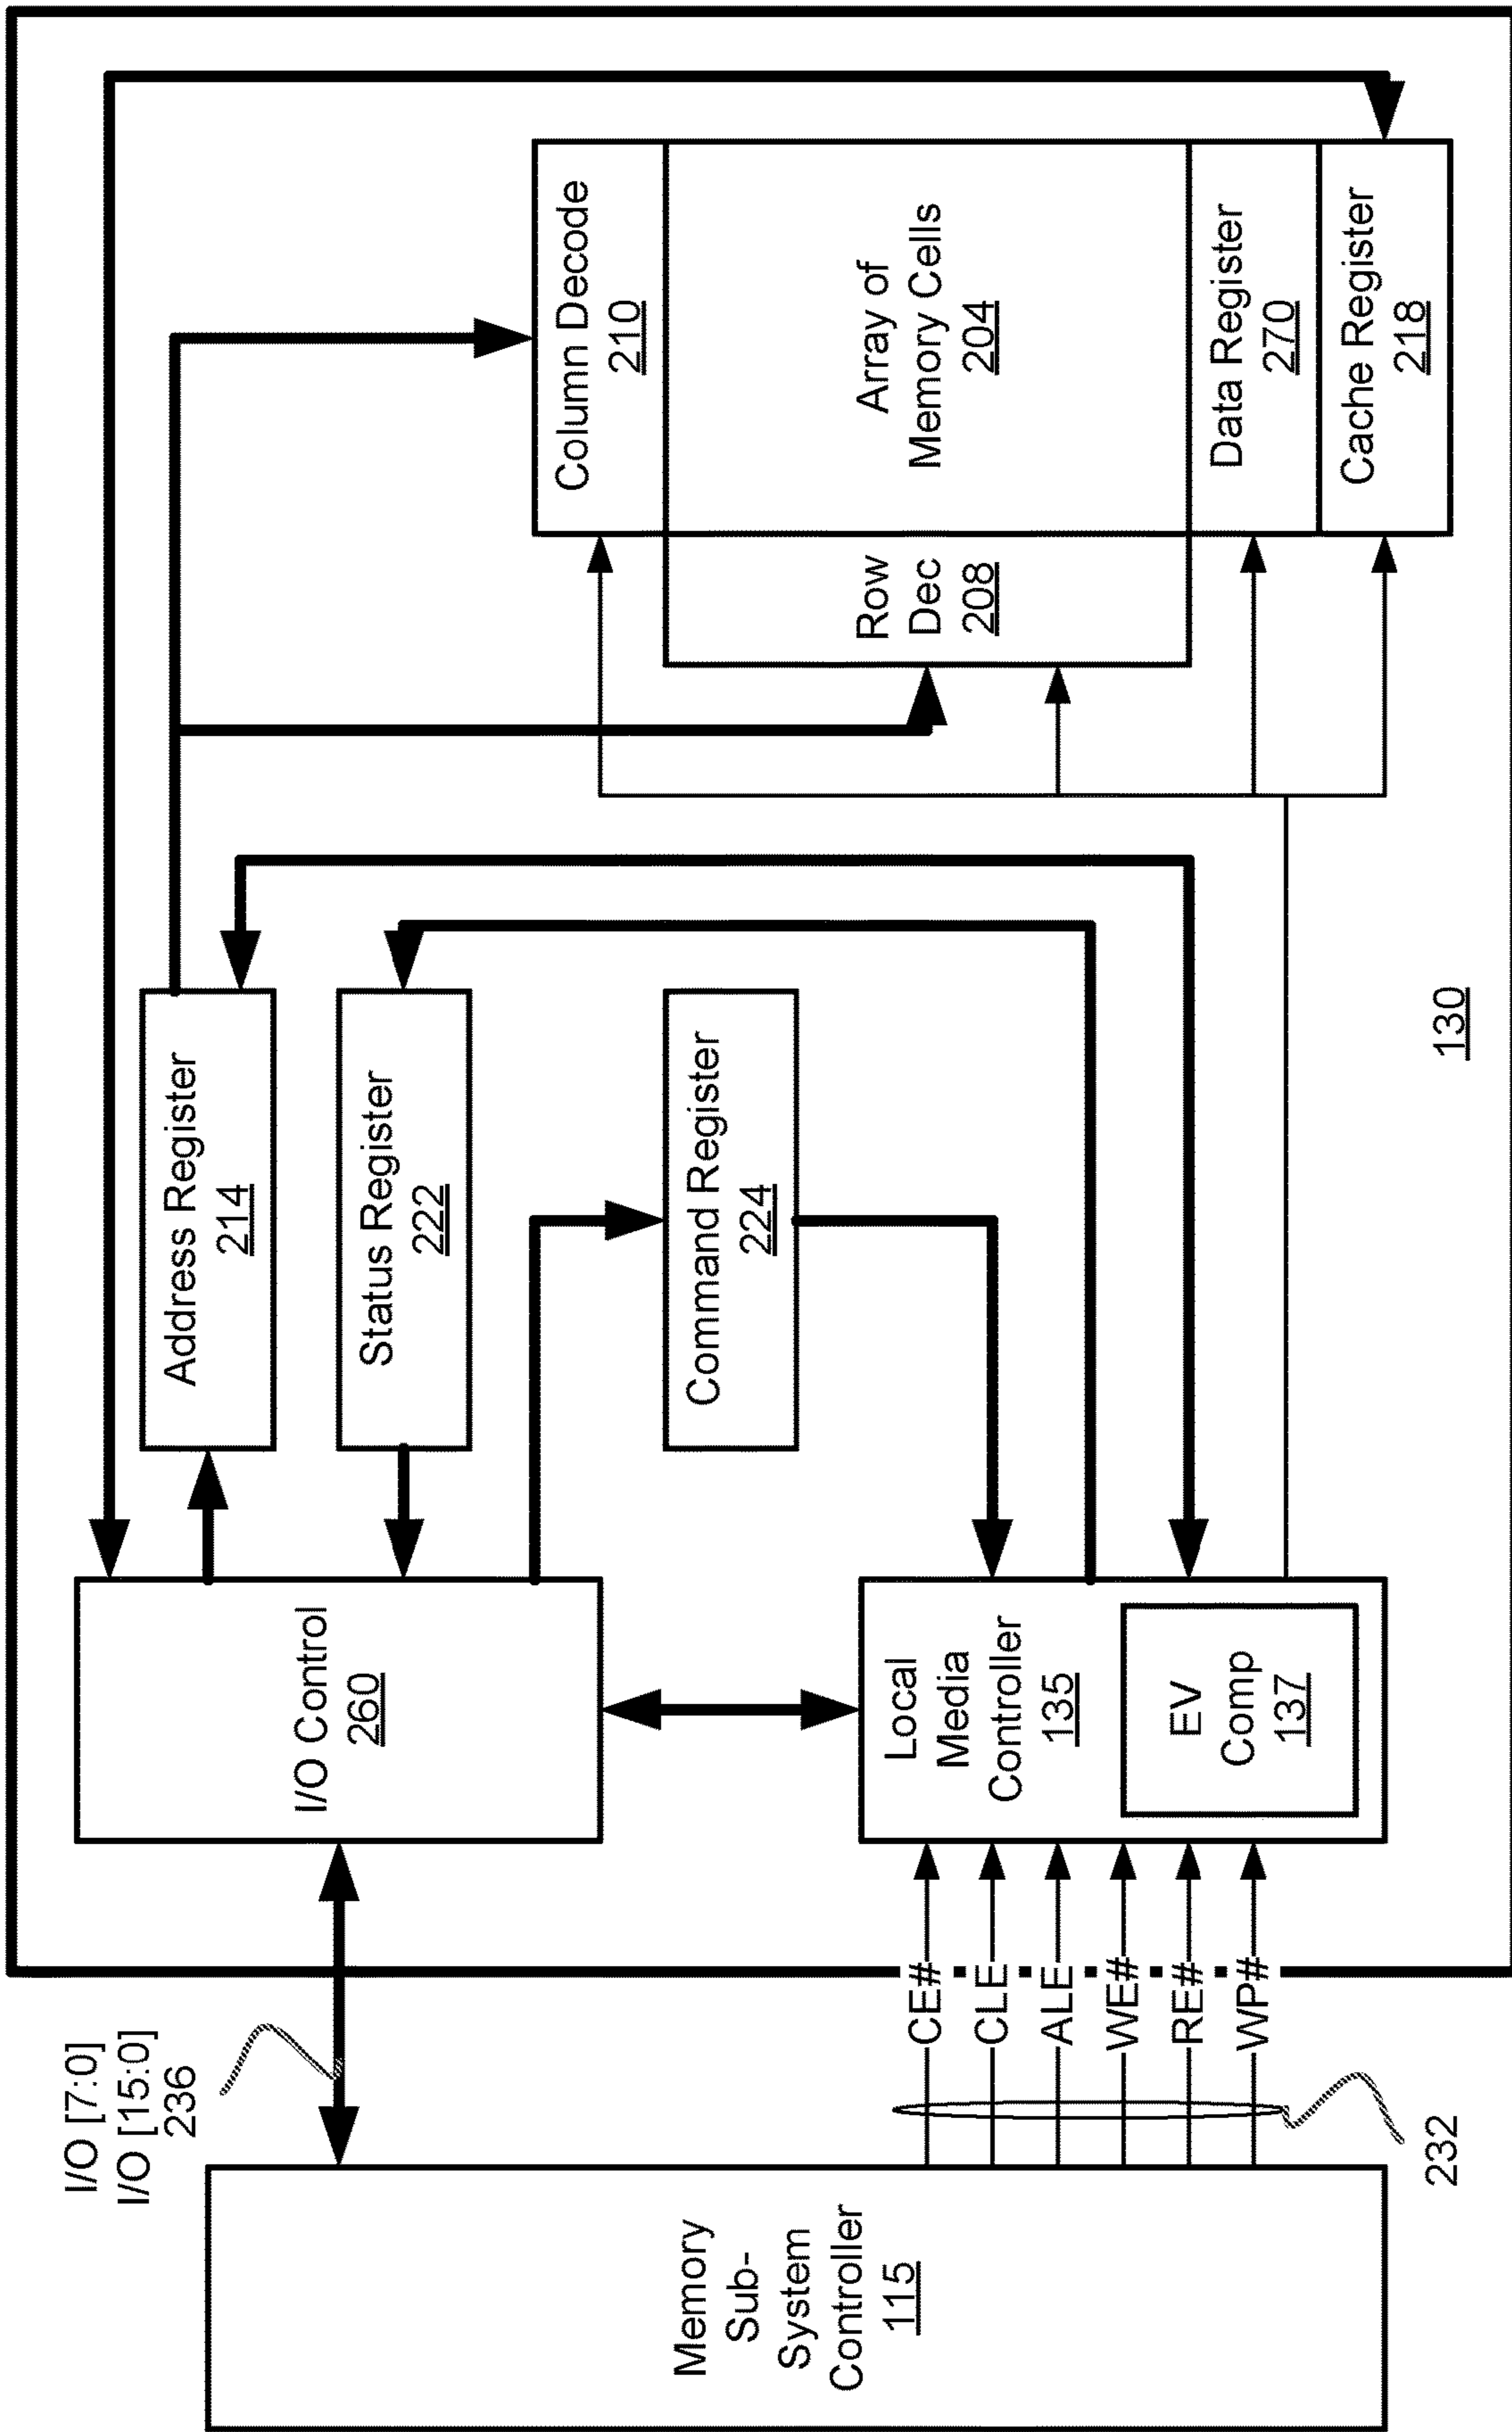 I/O [7:0]
I/O [15:0]
236
Memory
Sub-
System
Controller
115
CE#
CLE
ALE
WE#
RE#
WP#
232
I/O Control
260
Local
Media
Controller
135
EV
Comp
137
Address Register
214
Status Register
222
Command Register
224
Row
Dec
208
Column Decode
210
Array of
Memory Cells
204
Data Register
270
Cache Register
218
130